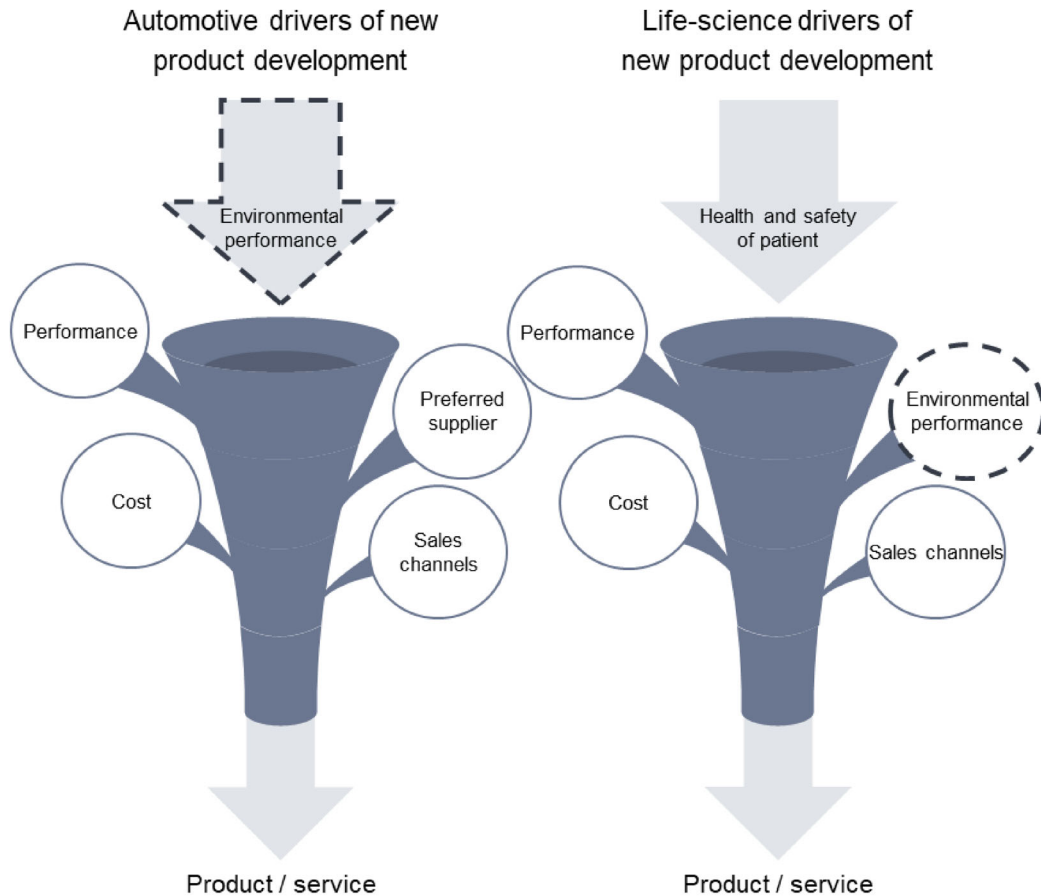 Automotive drivers of new
product development
Environmental
performance
Performance
Preferred
supplier
Cost
Sales
channels
Product / service
Life-science drivers of
new product development
Health and safety
of patient
Performance
Environmental
performance
Cost
Sales channels
Product / service